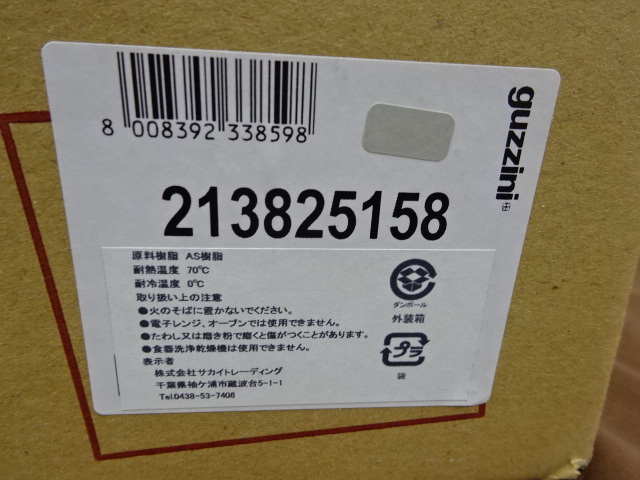 8 008392 338598
guzzini
213825158
原料樹脂 AS樹脂
耐熱温度 70℃
耐冷温度 0℃
取り扱い上の注意
●火のそばに置かないでください。
●電子レンジ、オーブンでは使用できません。
●たわし又は磨き粉で磨くと傷がつくことがあります。
●食器洗浄乾燥機は使用できません。
表示者
株式会社サカイトレーディング
千葉県袖ケ浦市蔵波台5-1-1
Tel.0438-53-7406
ダンボール
外装箱
プラ
袋